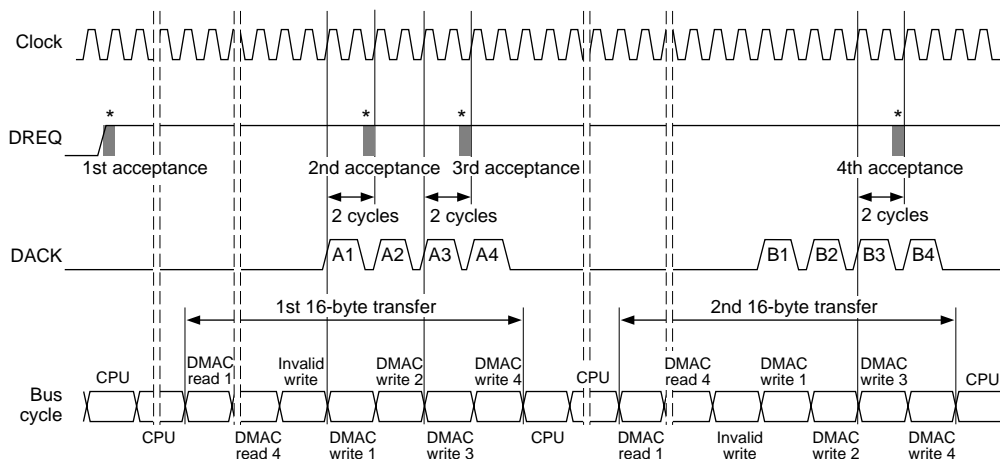 Clock
* * * *
DREQ
1st acceptance 2nd acceptance 3rd acceptance 4th acceptance
2 cycles 2 cycles 2 cycles
DACK A1 A2 A3 A4 B1 B2 B3 B4
1st 16-byte transfer 2nd 16-byte transfer
CPU
DMAC
read 1
Invalid
write
DMAC
write 2
DMAC
write 4
CPU
DMAC
read 4
DMAC
write 1
DMAC
write 3
CPU
Bus
cycle
CPU
DMAC
read 4
DMAC
write 1
DMAC
write 3
CPU
DMAC
read 1
Invalid
write
DMAC
write 2
DMAC
write 4